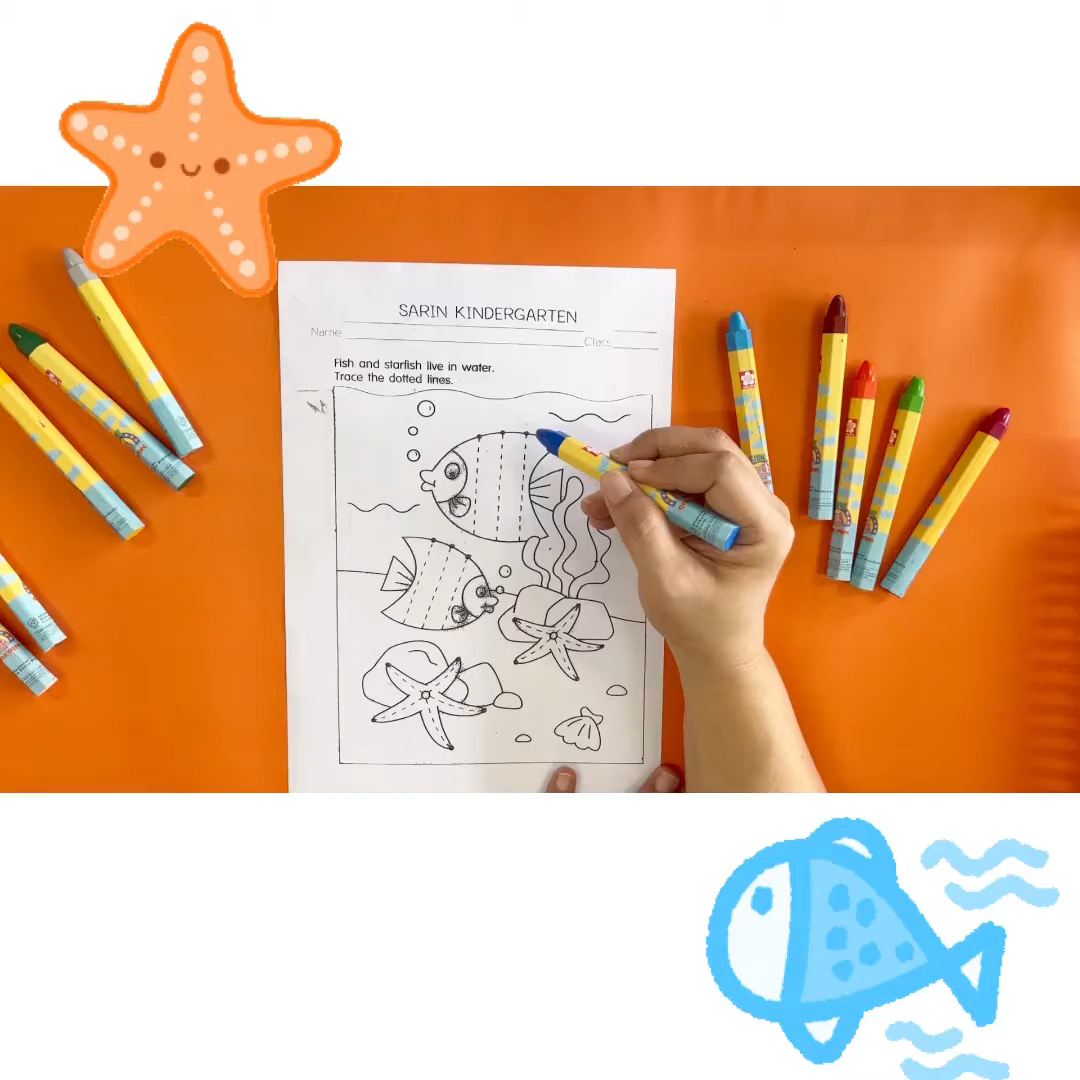 SARIN KINDERGARTEN
Name
Class
Fish and starfish live in water.
Trace the dotted lines.